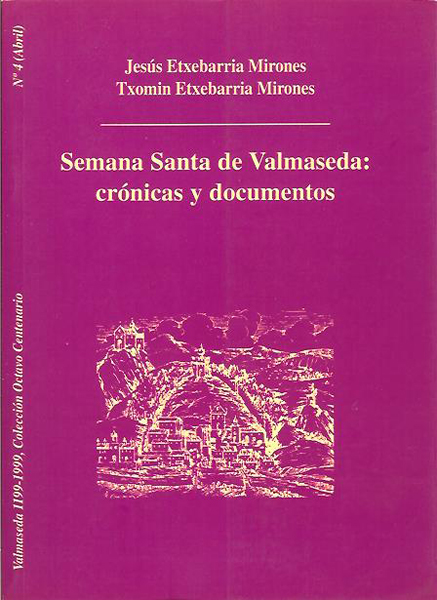 Jesús Etxebarria Mirones
Txomin Etxebarria Mirones
Semana Santa de Valmaseda:
crónicas y documentos
Valmaseda 1199-1999, Colección Octavo Centenario
Nº 4 (Abril)